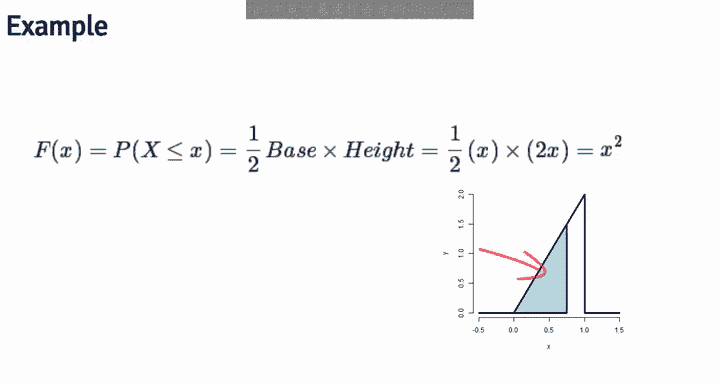 Example
F(x) = P(X ≤ x) = 1/2 Base × Height = 1/2 (x) × (2x) = x²
2.0
1.5
1.0
0.5
0.0
y
-0.5 0.0 0.5 1.0 1.5
x